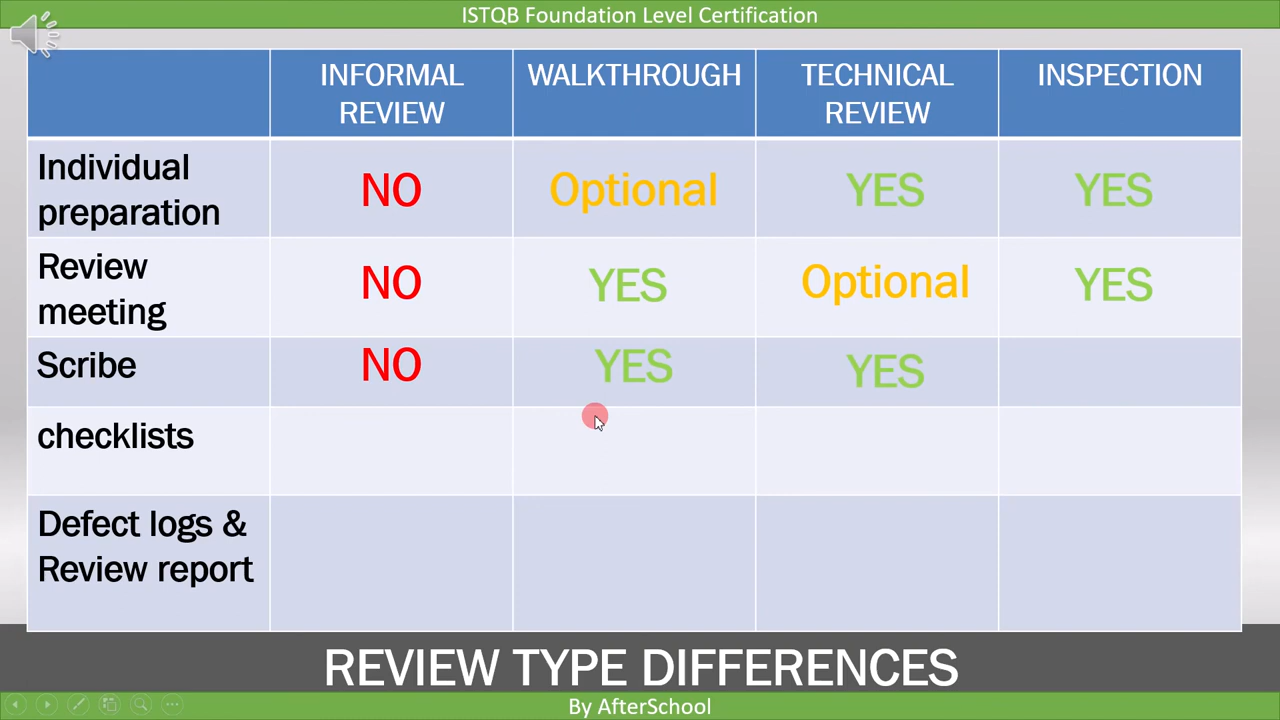 ISTQB Foundation Level Certification
INFORMAL REVIEW WALKTHROUGH TECHNICAL REVIEW INSPECTION
Individual preparation NO Optional YES YES
Review meeting NO YES Optional YES
Scribe NO YES YES
checklists
Defect logs & Review report
REVIEW TYPE DIFFERENCES
By AfterSchool